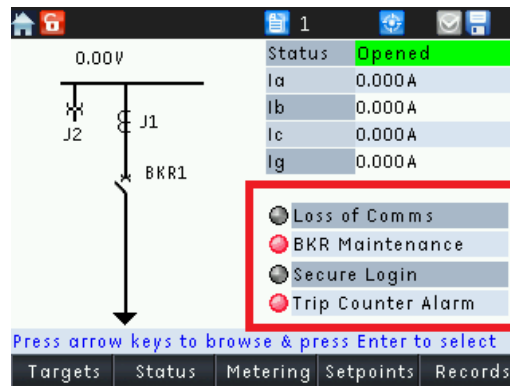 1
0.00V
J2
J1
BKR1
Status Opened
Ia 0.000A
Ib 0.000A
Ic 0.000A
Ig 0.000A
Loss of Comms
BKR Maintenance
Secure Login
Trip Counter Alarm
Press arrow keys to browse & press Enter to select
Targets Status Metering Setpoints Records